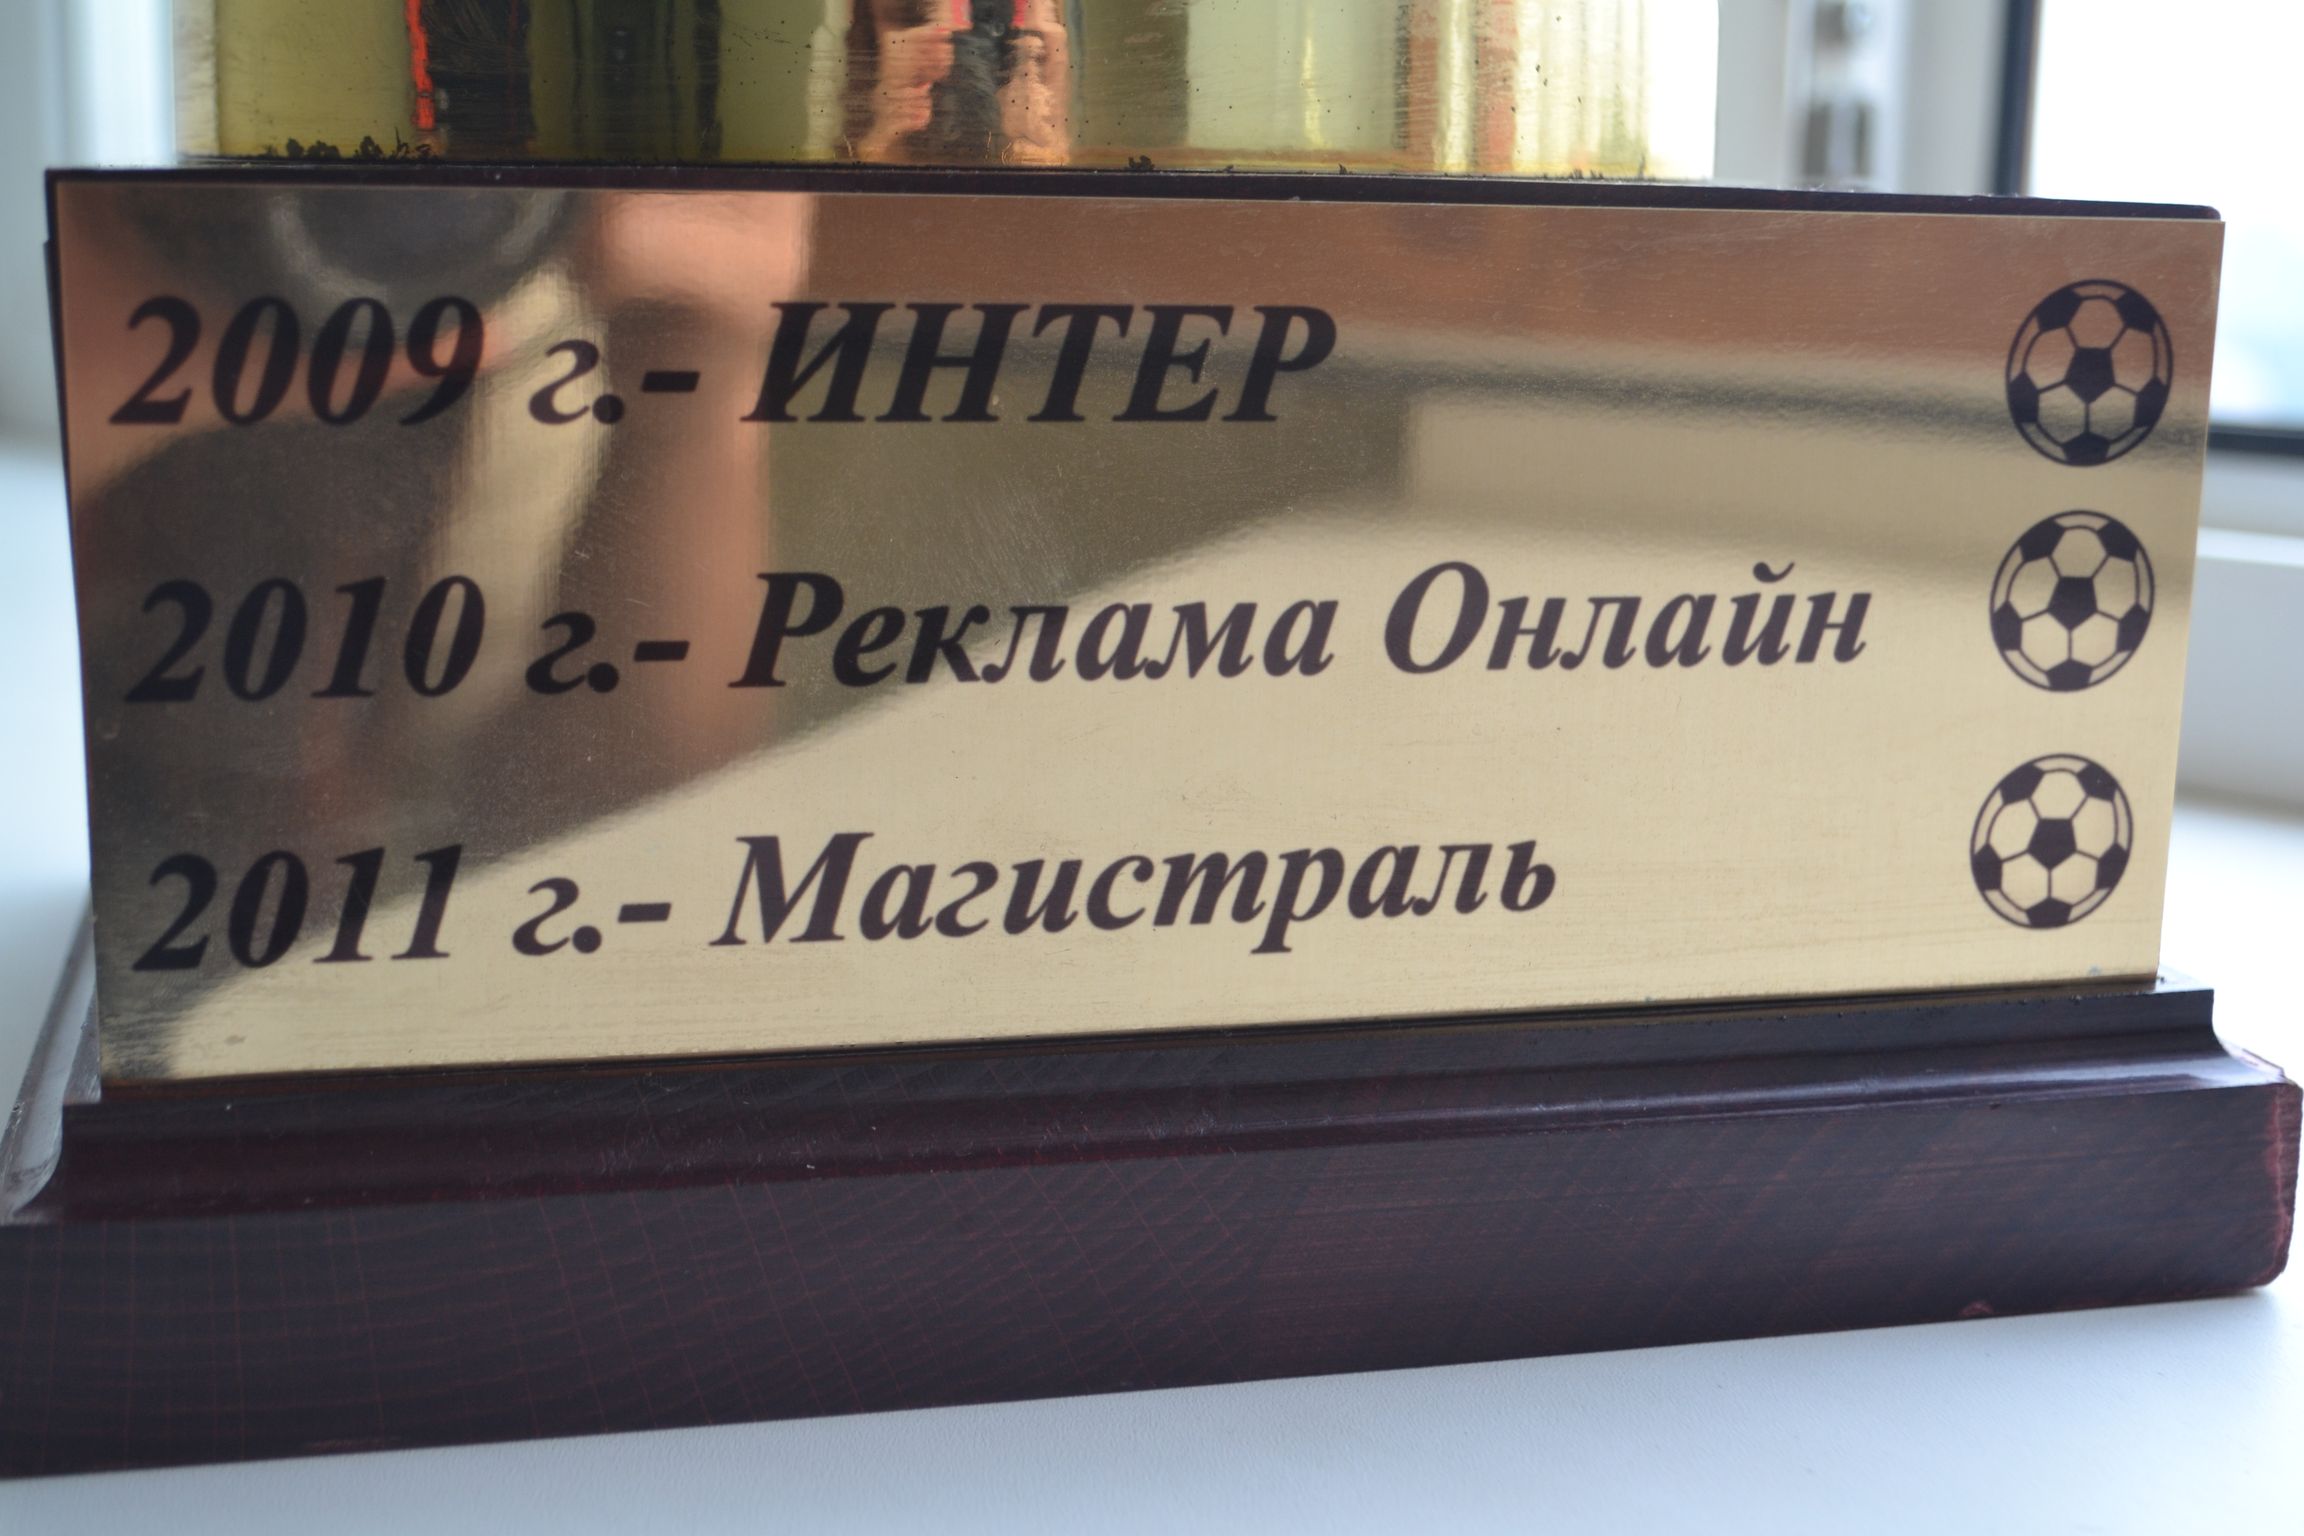 2009 г.- ИНТЕР
2010 г.- Реклама Онлайн
2011 г.- Магистраль